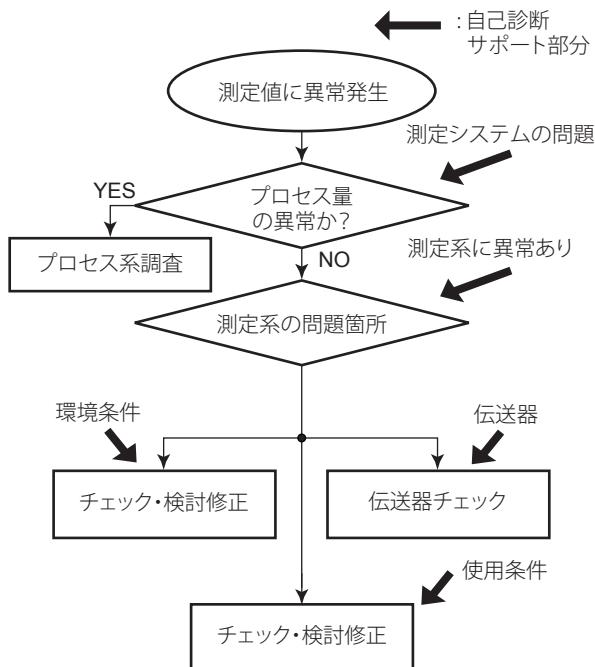 :自己診断
サポート部分
測定値に異常発生
測定システムの問題
YES
プロセス量
の異常か?
プロセス系調査
NO
測定系に異常あり
測定系の問題箇所
環境条件
伝送器
チェック・検討修正
伝送器チェック
使用条件
チェック・検討修正